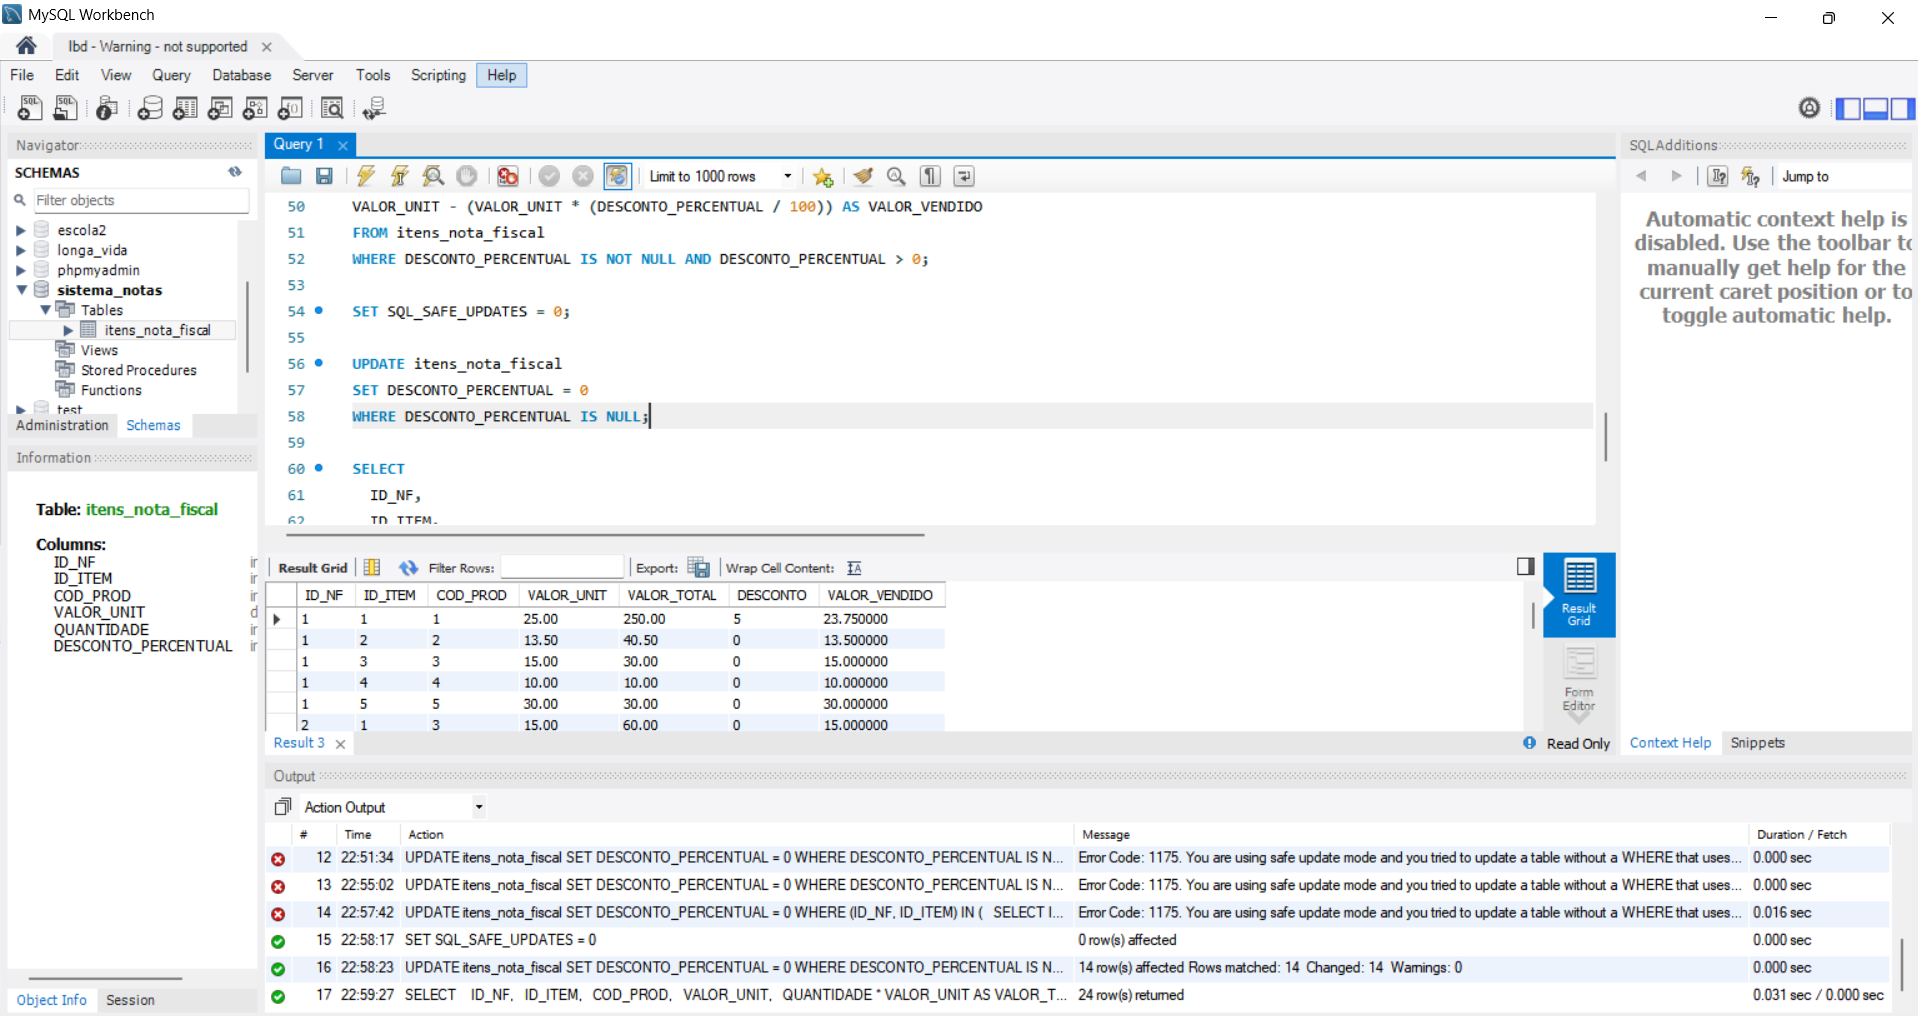 MySQL Workbench
lbd - Warning - not supported
File Edit View Query Database Server Tools Scripting Help
Navigator
SCHEMAS
Filter objects
escola2
longa_vida
phpmyadmin
sistema_notas
Tables
itens_nota_fiscal
Views
Stored Procedures
Functions
test
Administration Schemas
Information
Table: itens_nota_fiscal
Columns:
ID_NF
ID_ITEM
COD_PROD
VALOR_UNIT
QUANTIDADE
DESCONTO_PERCENTUAL
Object Info Session
Query 1
Limit to 1000 rows
50 VALOR_UNIT - (VALOR_UNIT * (DESCONTO_PERCENTUAL / 100)) AS VALOR_VENDIDO
51 FROM itens_nota_fiscal
52 WHERE DESCONTO_PERCENTUAL IS NOT NULL AND DESCONTO_PERCENTUAL > 0;
53
54 SET SQL_SAFE_UPDATES = 0;
55
56 UPDATE itens_nota_fiscal
57 SET DESCONTO_PERCENTUAL = 0
58 WHERE DESCONTO_PERCENTUAL IS NULL;
59
60 SELECT
61 ID_NF,
62 ID_ITEM,
Result Grid Filter Rows: Export: Wrap Cell Content:
ID_NF ID_ITEM COD_PROD VALOR_UNIT VALOR_TOTAL DESCONTO VALOR_VENDIDO
1 1 1 25.00 250.00 5 23.750000
1 2 2 13.50 40.50 0 13.500000
1 3 3 15.00 30.00 0 15.000000
1 4 4 10.00 10.00 0 10.000000
1 5 5 30.00 30.00 0 30.000000
2 1 3 15.00 60.00 0 15.000000
Result Grid
Form Editor
Result 3
Read Only
SQLAdditions
Jump to
Automatic context help is
disabled. Use the toolbar to
manually get help for the
current caret position or to
toggle automatic help.
Context Help Snippets
Output
Action Output
# Time Action Message Duration / Fetch
12 22:51:34 UPDATE itens_nota_fiscal SET DESCONTO_PERCENTUAL = 0 WHERE DESCONTO_PERCENTUAL IS N... Error Code: 1175. You are using safe update mode and you tried to update a table without a WHERE that uses... 0.000 sec
13 22:55:02 UPDATE itens_nota_fiscal SET DESCONTO_PERCENTUAL = 0 WHERE DESCONTO_PERCENTUAL IS N... Error Code: 1175. You are using safe update mode and you tried to update a table without a WHERE that uses... 0.000 sec
14 22:57:42 UPDATE itens_nota_fiscal SET DESCONTO_PERCENTUAL = 0 WHERE (ID_NF, ID_ITEM) IN ( SELECT I... Error Code: 1175. You are using safe update mode and you tried to update a table without a WHERE that uses... 0.016 sec
15 22:58:17 SET SQL_SAFE_UPDATES = 0 0 row(s) affected 0.000 sec
16 22:58:23 UPDATE itens_nota_fiscal SET DESCONTO_PERCENTUAL = 0 WHERE DESCONTO_PERCENTUAL IS N... 14 row(s) affected Rows matched: 14 Changed: 14 Warnings: 0 0.000 sec
17 22:59:27 SELECT ID_NF, ID_ITEM, COD_PROD, VALOR_UNIT, QUANTIDADE * VALOR_UNIT AS VALOR_T... 24 row(s) returned 0.031 sec / 0.000 sec